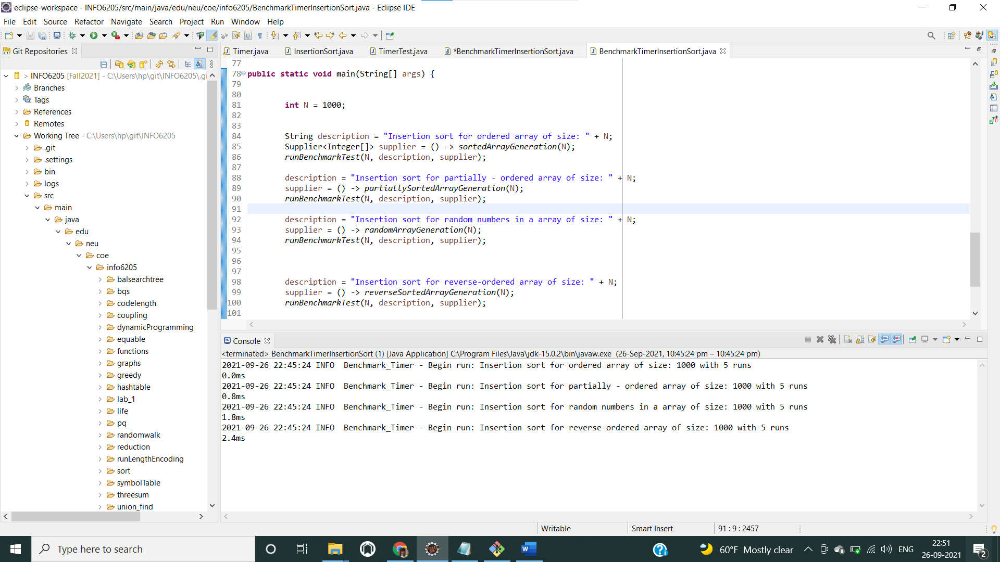 eclipse-workspace - INFO6205/src/main/java/edu/neu/coe/info6205/BenchmarkTimerInsertionSort.java - Eclipse IDE
File Edit Source Refactor Navigate Search Project Run Window Help
Git Repositories
Timer.java InsertionSort.java TimerTest.java *BenchmarkTimerInsertionSort.java BenchmarkTimerInsertionSort.java
> INFO6205 [Fall2021] - C:\Users\hp\git\INFO6205\.gi
Branches
Tags
References
Remotes
Working Tree - C:\Users\hp\git\INFO6205
.git
.settings
bin
logs
src
main
java
edu
neu
coe
info6205
balsearchtree
bqs
codelength
coupling
dynamicProgramming
equable
functions
graphs
greedy
hashtable
lab_1
life
pq
randomwalk
reduction
runLengthEncoding
sort
symbolTable
threesum
union_find
77
78 public static void main(String[] args) {
79
80
81 int N = 1000;
82
83
84 String description = "Insertion sort for ordered array of size: " + N;
85 Supplier<Integer[]> supplier = () -> sortedArrayGeneration(N);
86 runBenchmarkTest(N, description, supplier);
87
88 description = "Insertion sort for partially - ordered array of size: " + N;
89 supplier = () -> partiallySortedArrayGeneration(N);
90 runBenchmarkTest(N, description, supplier);
91
92 description = "Insertion sort for random numbers in a array of size: " + N;
93 supplier = () -> randomArrayGeneration(N);
94 runBenchmarkTest(N, description, supplier);
95
96
97
98 description = "Insertion sort for reverse-ordered array of size: " + N;
99 supplier = () -> reverseSortedArrayGeneration(N);
100 runBenchmarkTest(N, description, supplier);
101
Console
<terminated> BenchmarkTimerInsertionSort (1) [Java Application] C:\Program Files\Java\jdk-15.0.2\bin\javaw.exe (26-Sep-2021, 10:45:24 pm – 10:45:24 pm)
2021-09-26 22:45:24 INFO  Benchmark_Timer - Begin run: Insertion sort for ordered array of size: 1000 with 5 runs
0.0ms
2021-09-26 22:45:24 INFO  Benchmark_Timer - Begin run: Insertion sort for partially - ordered array of size: 1000 with 5 runs
0.8ms
2021-09-26 22:45:24 INFO  Benchmark_Timer - Begin run: Insertion sort for random numbers in a array of size: 1000 with 5 runs
1.8ms
2021-09-26 22:45:24 INFO  Benchmark_Timer - Begin run: Insertion sort for reverse-ordered array of size: 1000 with 5 runs
2.4ms
Writable Smart Insert 91 : 9 : 2457
Type here to search
60°F Mostly clear
ENG
22:51
26-09-2021
2